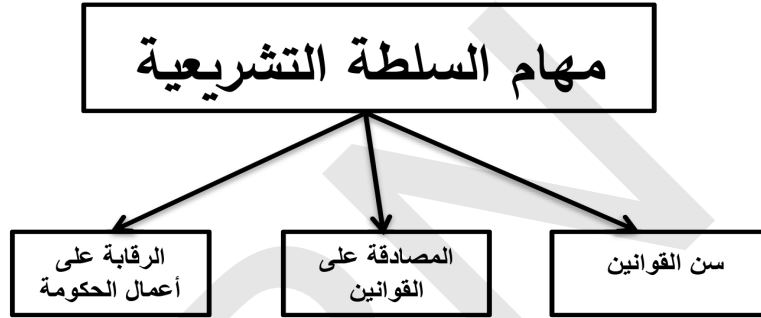 مهام السلطة التشريعية
سن القوانين
المصادقة على
القوانين
الرقابة على
أعمال الحكومة